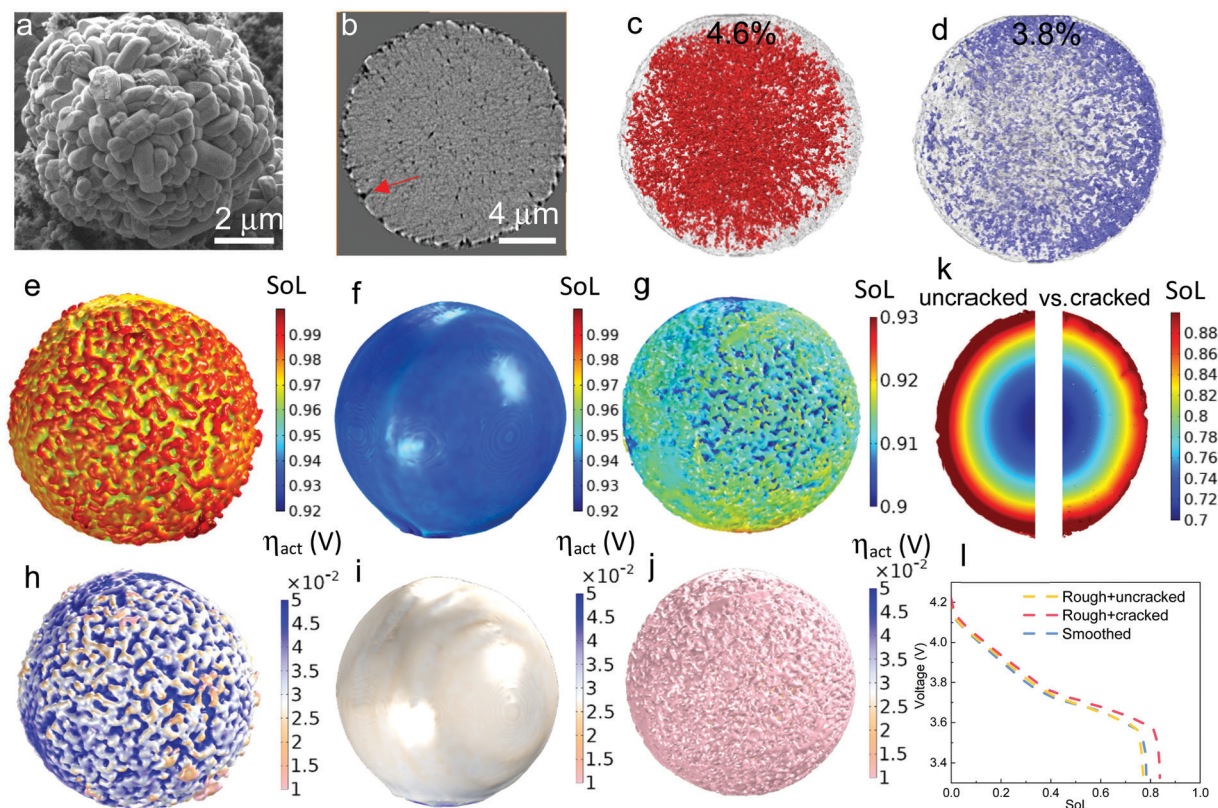 a
2 μm
b
4 μm
c
4.6%
d
3.8%
e
SoL
0.99
0.98
0.97
0.96
0.95
0.94
0.93
0.92
f
SoL
0.99
0.98
0.97
0.96
0.95
0.94
0.93
0.92
g
SoL
0.93
0.92
0.91
0.9
k
uncracked vs. cracked
SoL
0.88
0.86
0.84
0.82
0.8
0.78
0.76
0.74
0.72
0.7
h
ηact (V)
×10⁻²
5
4.5
4
3.5
3
2.5
2
1.5
1
i
ηact (V)
×10⁻²
5
4.5
4
3.5
3
2.5
2
1.5
1
j
ηact (V)
×10⁻²
5
4.5
4
3.5
3
2.5
2
1.5
1
l
Rough+uncracked
Rough+cracked
Smoothed
Voltage (V)
4.2
3.9
3.6
3.3
0.0 0.2 0.4 0.6 0.8 1.0
SoL